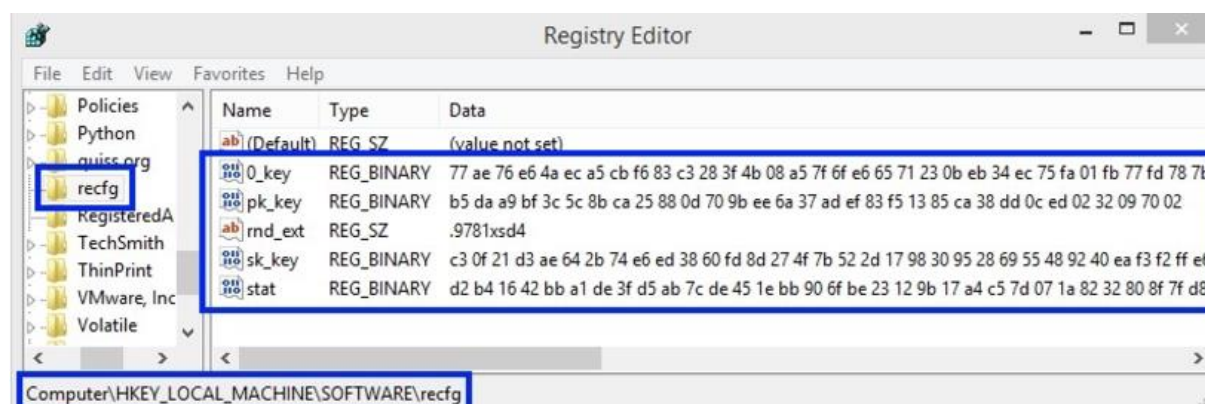 Registry Editor
File Edit View Favorites Help
Policies
Python
quiss.org
recfg
RegisteredA
TechSmith
ThinPrint
VMware, Inc
Volatile
Name Type Data
(Default) REG_SZ (value not set)
0_key REG_BINARY 77 ae 76 e6 4a ec a5 cb f6 83 c3 28 3f 4b 08 a5 7f 6f e6 65 71 23 0b eb 34 ec 75 fa 01 fb 77 fd 78 7b
pk_key REG_BINARY b5 da a9 bf 3c 5c 8b ca 25 88 0d 70 9b ee 6a 37 ad ef 83 f5 13 85 ca 38 dd 0c ed 02 32 09 70 02
rnd_ext REG_SZ .9781xsd4
sk_key REG_BINARY c3 0f 21 d3 ae 64 2b 74 e6 ed 38 60 fd 8d 27 4f 7b 52 2d 17 98 30 95 28 69 55 48 92 40 ea f3 f2 ff e6
stat REG_BINARY d2 b4 16 42 bb a1 de 3f d5 ab 7c de 45 1e bb 90 6f be 23 12 9b 17 a4 c5 7d 07 1a 82 32 80 8f 7f d8
Computer\HKEY_LOCAL_MACHINE\SOFTWARE\recfg